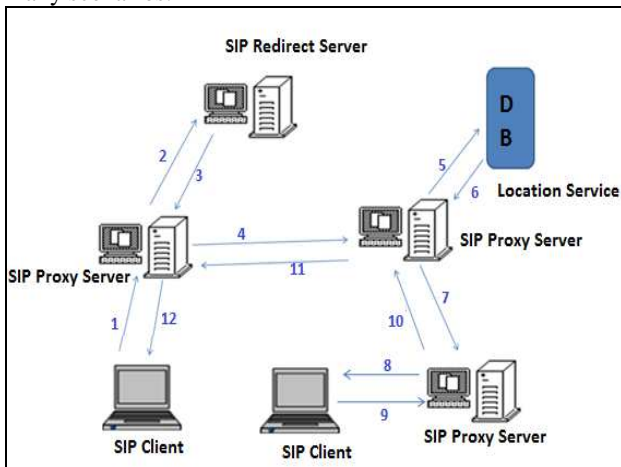 SIP Redirect Server
D
B
2
3
5
6
Location Service
4
SIP Proxy Server
SIP Proxy Server
11
1
12
10
7
8
9
SIP Client
SIP Client
SIP Proxy Server